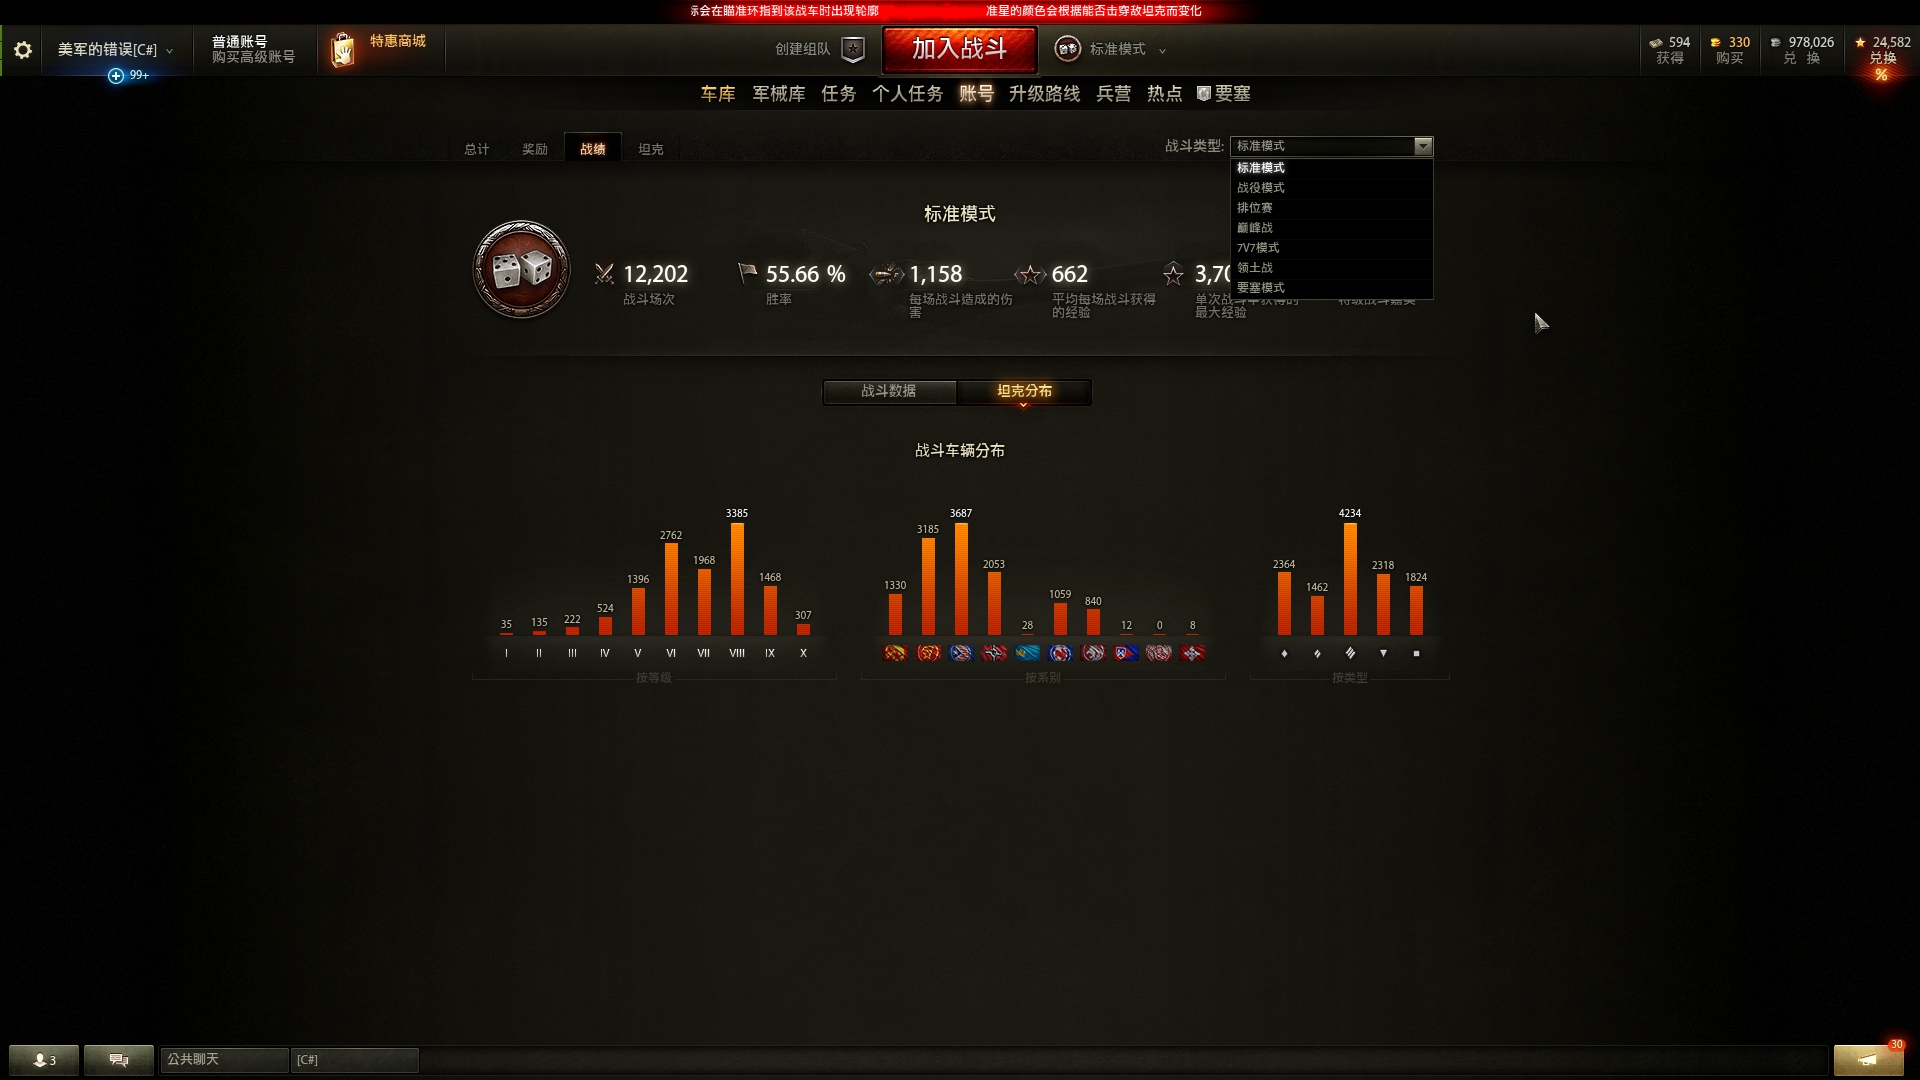 示会在瞄准环指到该战车时出现轮廓 准星的颜色会根据能否击穿敌坦克而变化
美军的错误[C#]
99+
普通账号
购买高级账号
特惠商城
创建组队
加入战斗
标准模式
594
获得
330
购买
978,026
兑 换
24,582
兑换
%
车库 军械库 任务 个人任务 账号 升级路线 兵营 热点 要塞
总计 奖励 战绩 坦克
战斗类型: 标准模式
标准模式
战役模式
排位赛
巅峰战
7V7模式
领土战
要塞模式
标准模式
12,202
战斗场次
55.66 %
胜率
1,158
每场战斗造成的伤
害
662
平均每场战斗获得
的经验
3,70
单次战斗中获得的
最大经验
特级战斗嘉奖
战斗数据 坦克分布
战斗车辆分布
35 135 222 524 1396 2762 1968 3385 1468 307
I II III IV V VI VII VIII IX X
按等级
1330 3185 3687 2053 28 1059 840 12 0 8
按系别
2364 1462 4234 2318 1824
按类型
3
公共聊天
[C#]
30